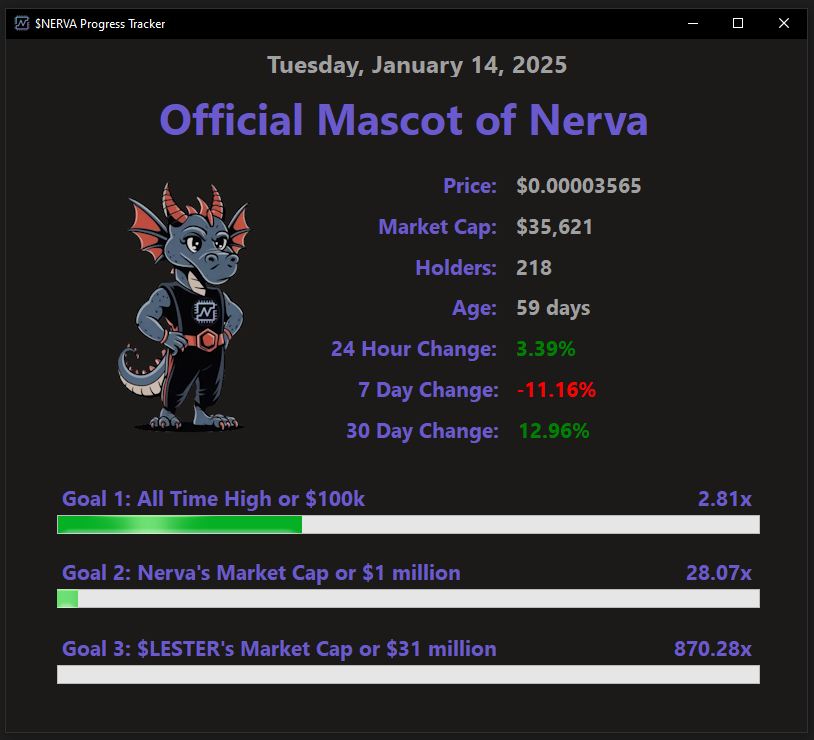 $NERVA Progress Tracker
Tuesday, January 14, 2025
Official Mascot of Nerva
Price: $0.00003565
Market Cap: $35,621
Holders: 218
Age: 59 days
24 Hour Change: 3.39%
7 Day Change: -11.16%
30 Day Change: 12.96%
Goal 1: All Time High or $100k 2.81x
Goal 2: Nerva's Market Cap or $1 million 28.07x
Goal 3: $LESTER's Market Cap or $31 million 870.28x